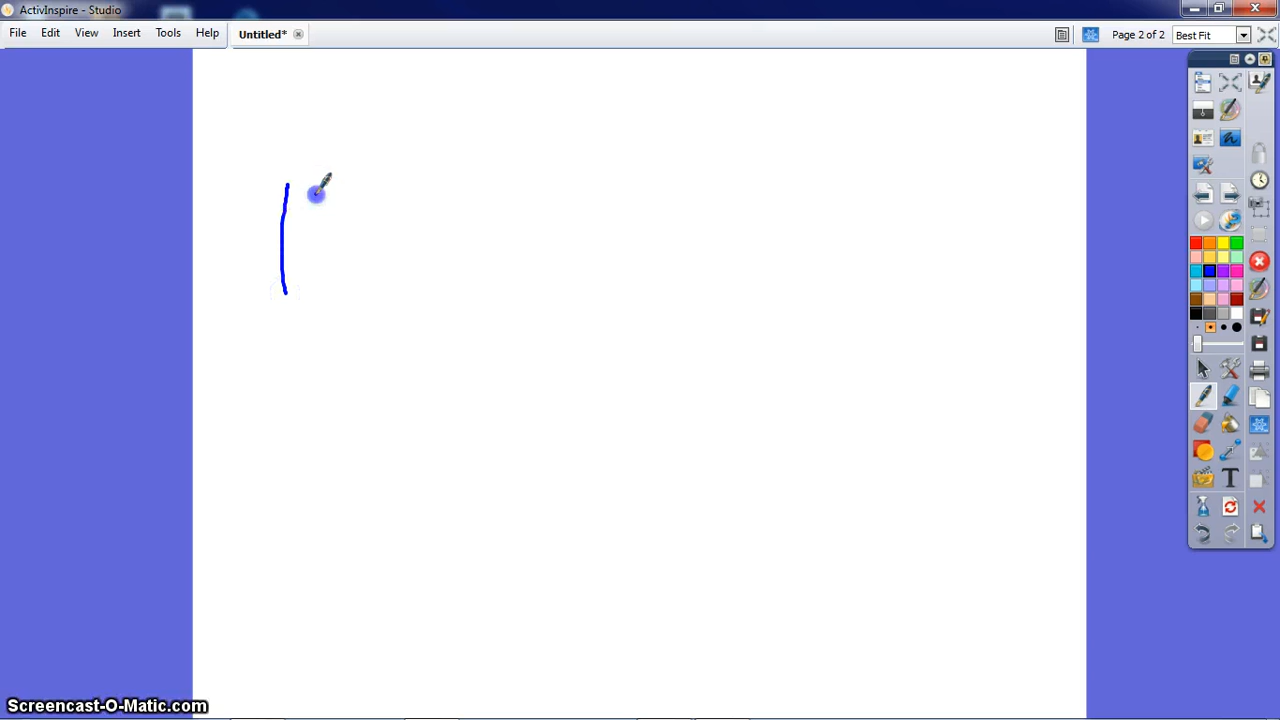 ActivInspire - Studio
File Edit View Insert Tools Help Untitled* Page 2 of 2 Best Fit
T
Screencast-O-Matic.com